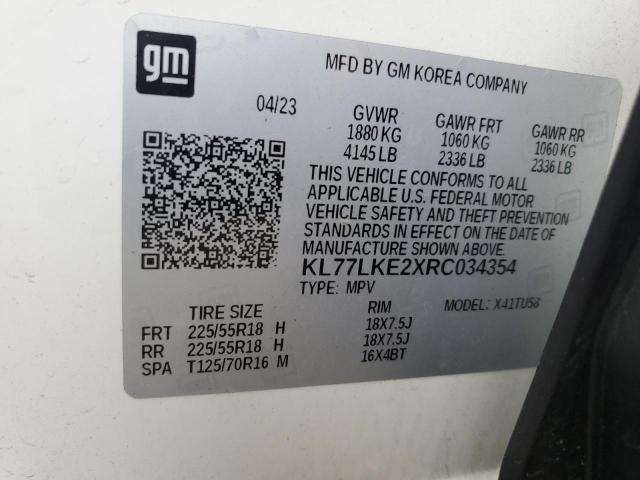 gm
MFD BY GM KOREA COMPANY
04/23 GVWR GAWR FRT GAWR RR
1880 KG 1060 KG 1060 KG
4145 LB 2336 LB 2336 LB
THIS VEHICLE CONFORMS TO ALL
APPLICABLE U.S. FEDERAL MOTOR
VEHICLE SAFETY AND THEFT PREVENTION
STANDARDS IN EFFECT ON THE DATE OF
MANUFACTURE SHOWN ABOVE.
KL77LKE2XRC034354
TYPE: MPV MODEL: X41TU58
TIRE SIZE RIM
FRT 225/55R18 H 18X7.5J
RR 225/55R18 H 18X7.5J
SPA T125/70R16 M 16X4BT